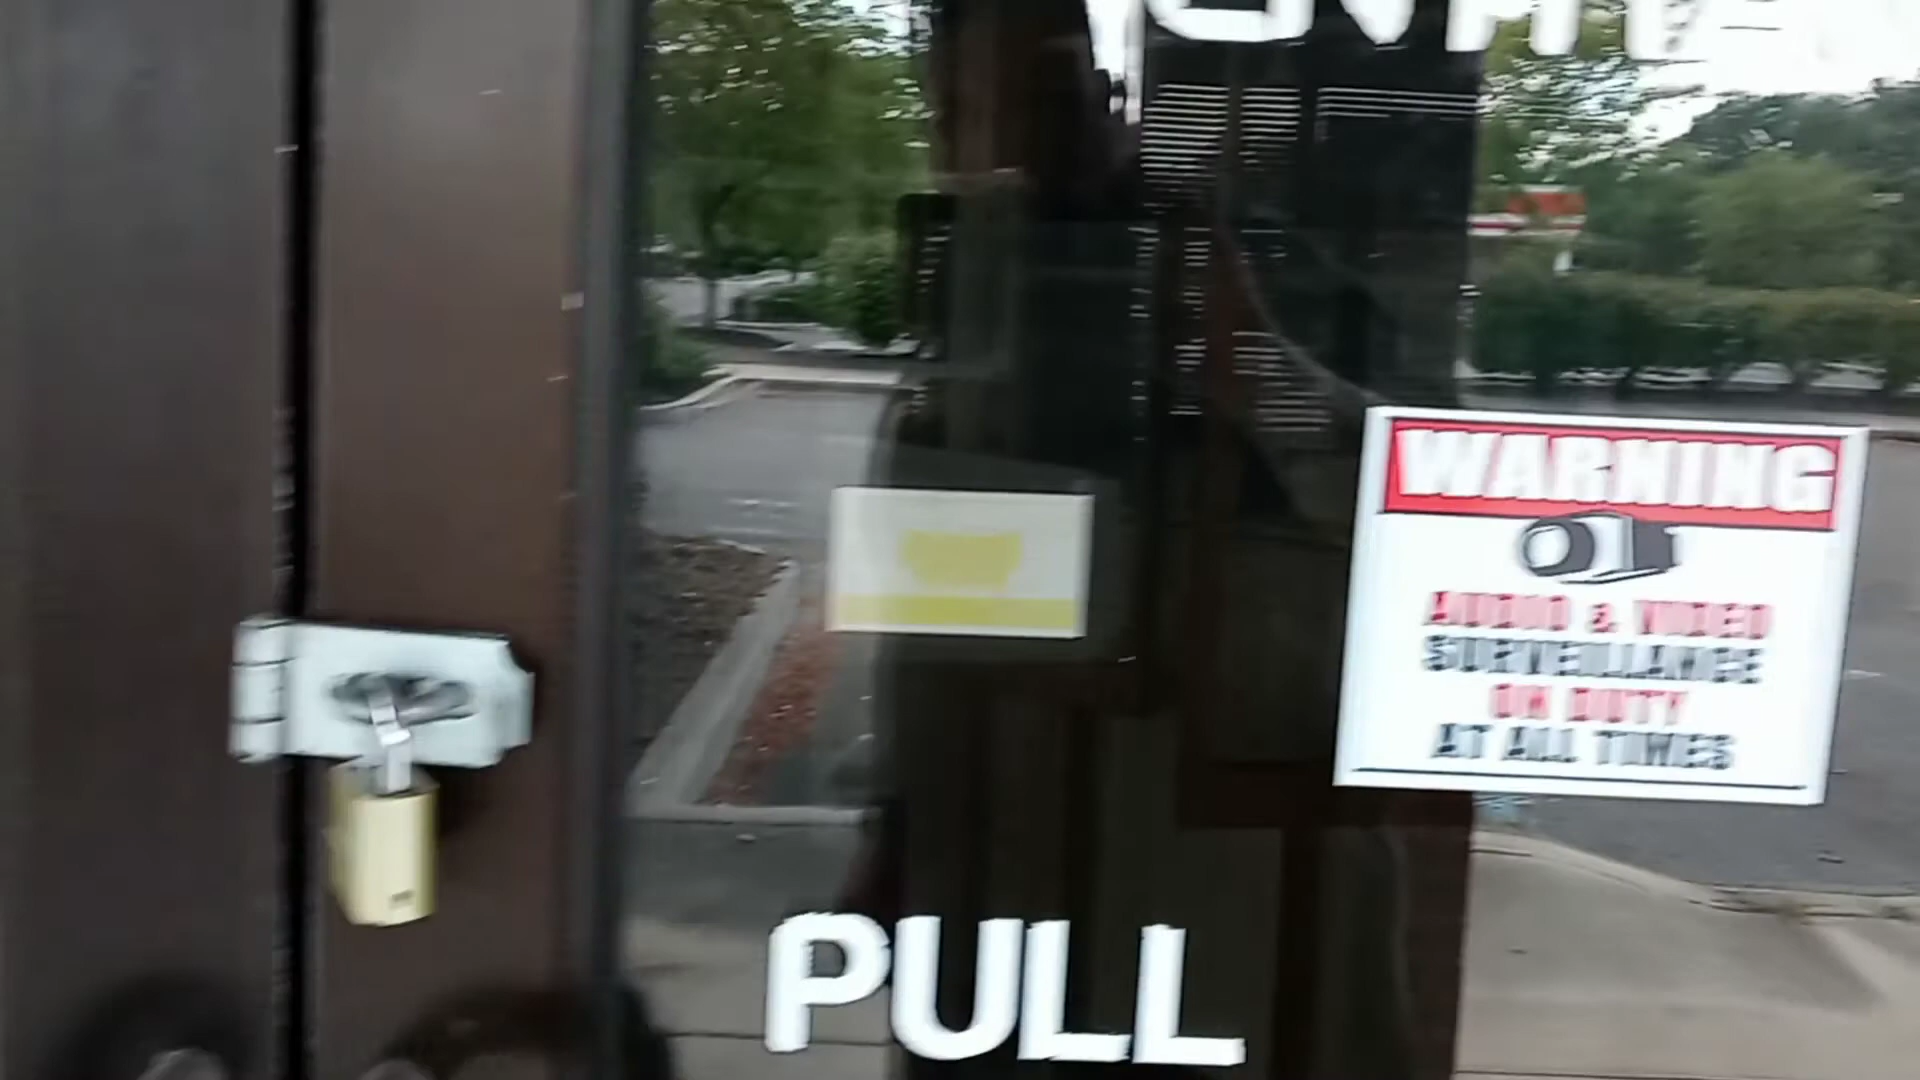 WARNING
AUDIO & VIDEO
SURVEILLANCE
ON DUTY
AT ALL TIMES
PULL